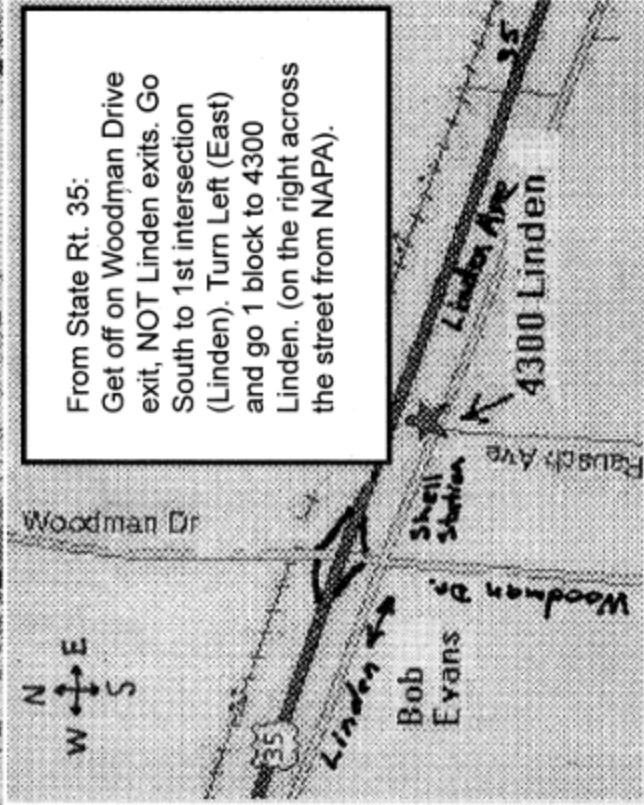 From State Rt. 35:
Get off on Woodman Drive
exit, NOT Linden exits. Go
South to 1st intersection
(Linden). Turn Left (East)
and go 1 block to 4300
Linden. (on the right across
the street from NAPA).
N
W E
S
Woodman Dr
35
35
Linden Ave
4300 Linden
Shell
Station
Rausch Ave
Woodman Dr.
Linden
Bob
Evans